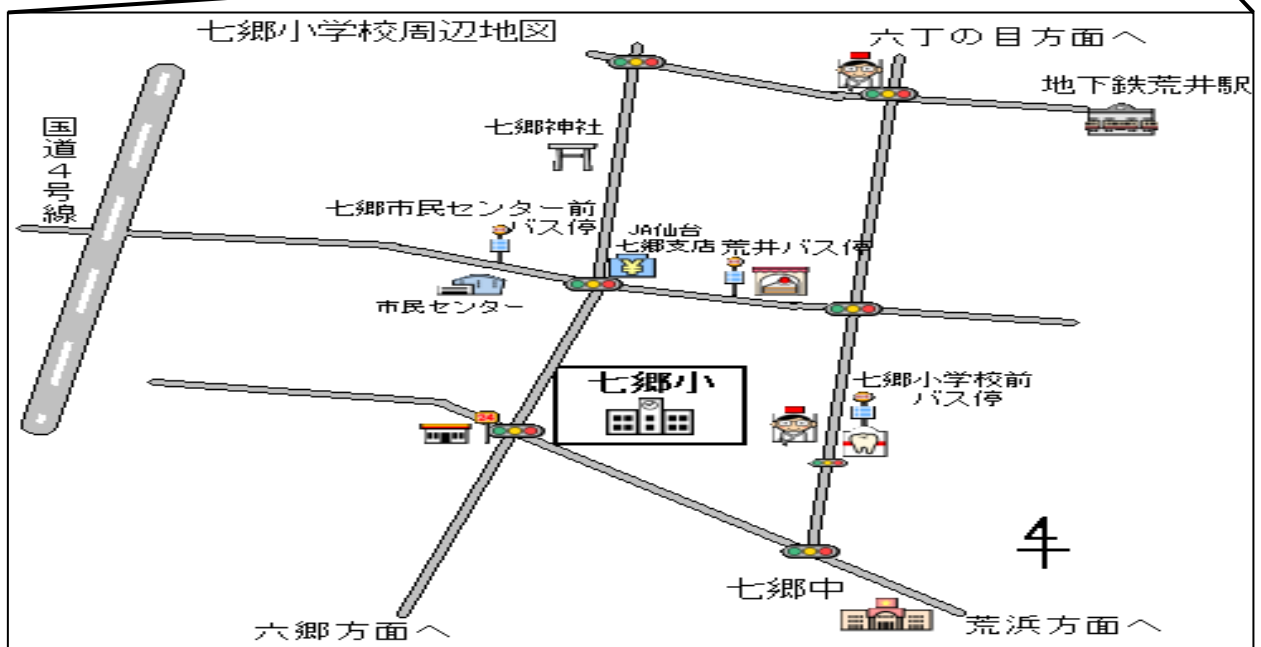 七郷小学校周辺地図
六丁の目方面へ
地下鉄荒井駅
国道4号線
七郷神社
七郷市民センター前
バス停
JA仙台
七郷支店
荒井バス停
市民センター
七郷小
七郷小学校前
バス停
24
七郷中
六郷方面へ
荒浜方面へ